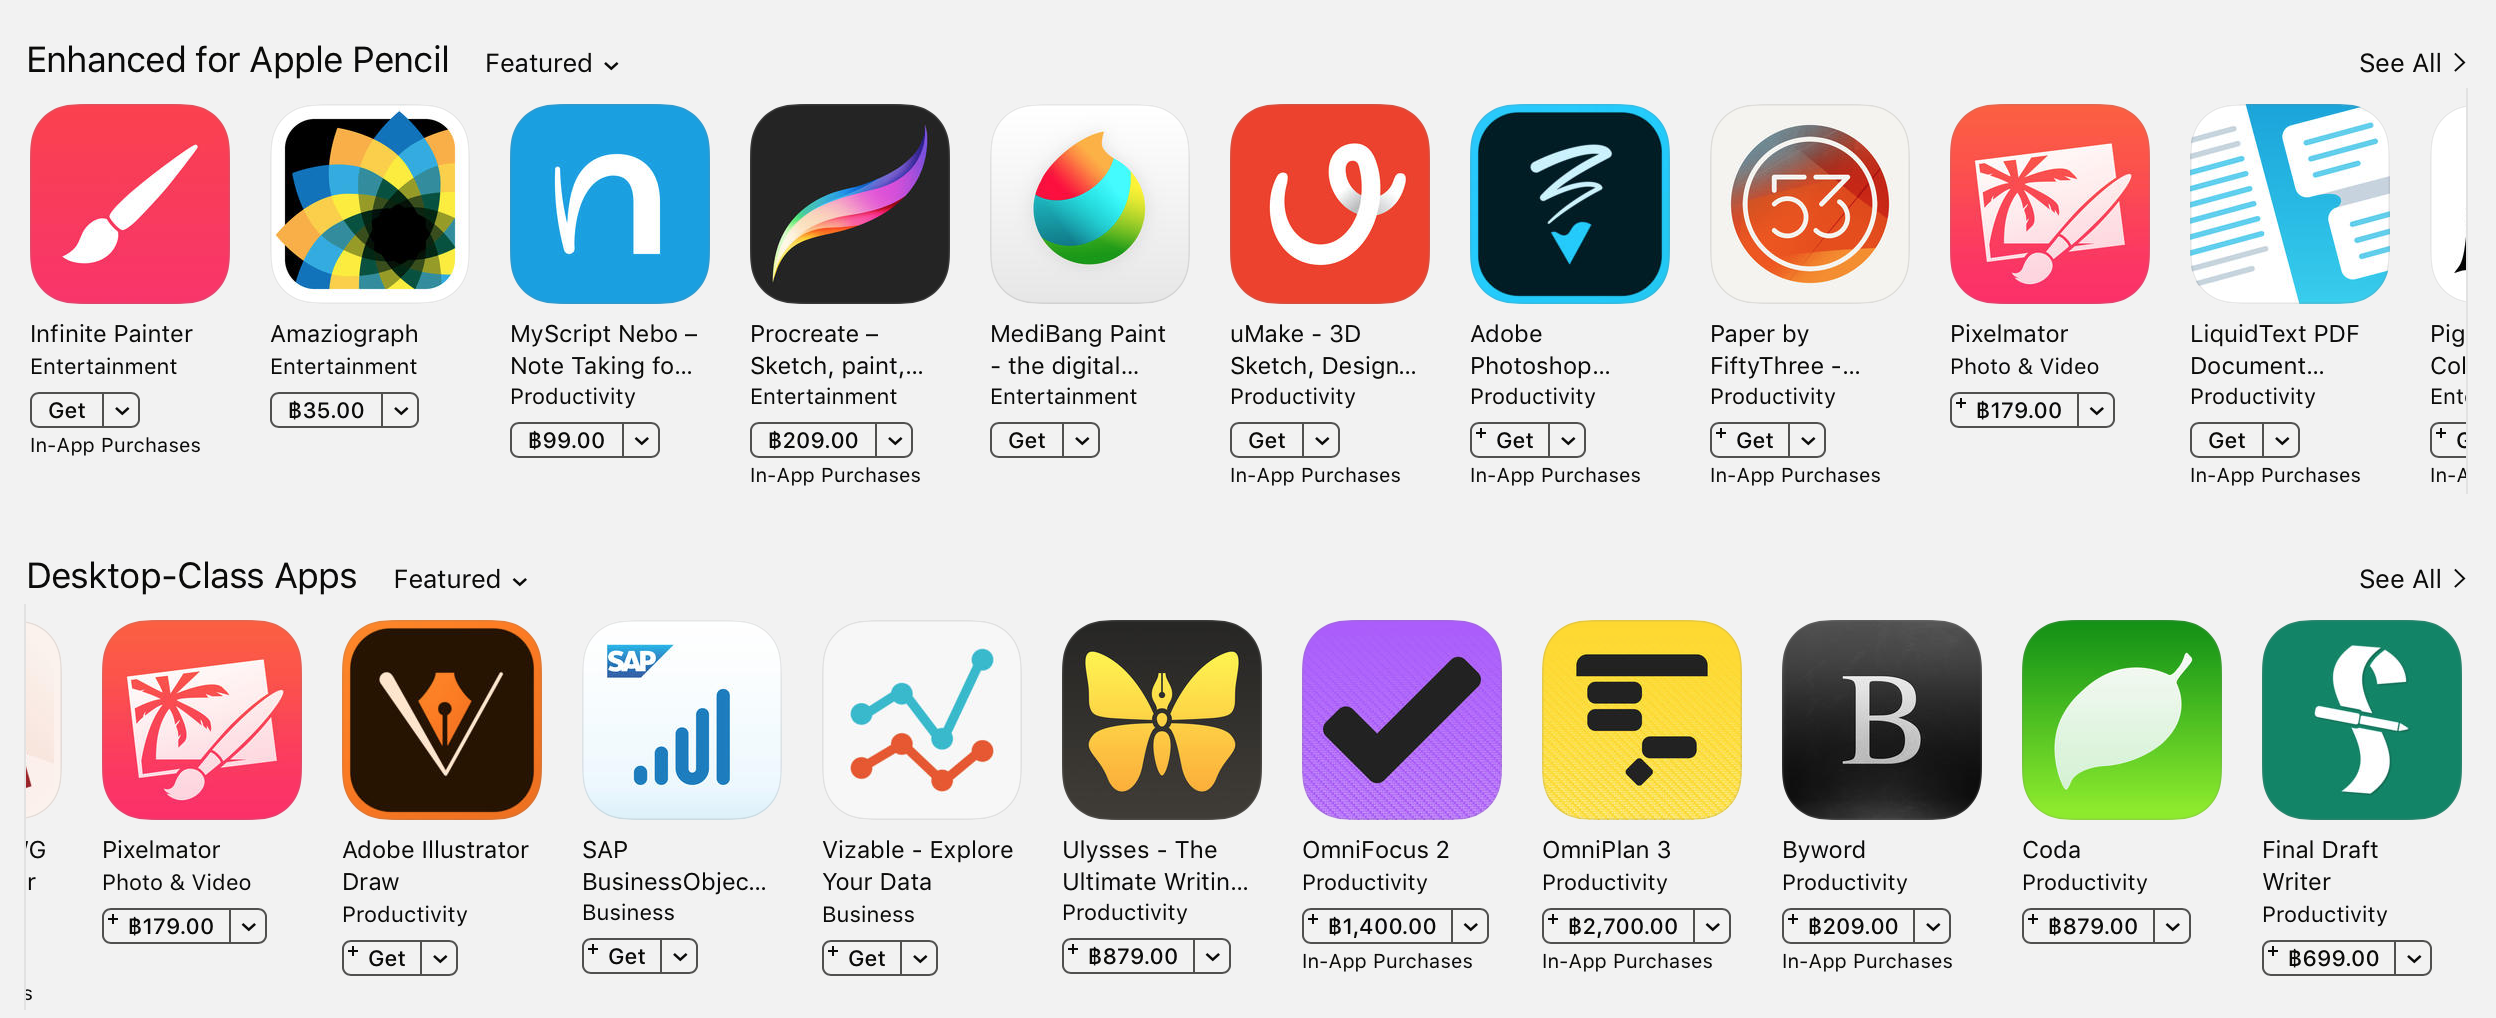 Enhanced for Apple Pencil Featured
See All
53
Infinite Painter
Entertainment
Get
In-App Purchases
Amaziograph
Entertainment
฿35.00
MyScript Nebo –
Note Taking fo...
Productivity
฿99.00
Procreate –
Sketch, paint,...
Entertainment
฿209.00
In-App Purchases
MediBang Paint
- the digital...
Entertainment
Get
uMake - 3D
Sketch, Design...
Productivity
Get
In-App Purchases
Adobe
Photoshop...
Productivity
+ Get
In-App Purchases
Paper by
FiftyThree -...
Productivity
+ Get
In-App Purchases
Pixelmator
Photo & Video
+ ฿179.00
LiquidText PDF
Document...
Productivity
Get
In-App Purchases
Pig
Col
Ent
+ G
In-A
Desktop-Class Apps Featured
See All
SAP
B
G
r
s
Pixelmator
Photo & Video
+ ฿179.00
Adobe Illustrator
Draw
Productivity
+ Get
SAP
BusinessObjec...
Business
+ Get
Vizable - Explore
Your Data
Business
+ Get
Ulysses - The
Ultimate Writin...
Productivity
+ ฿879.00
OmniFocus 2
Productivity
+ ฿1,400.00
In-App Purchases
OmniPlan 3
Productivity
+ ฿2,700.00
In-App Purchases
Byword
Productivity
+ ฿209.00
In-App Purchases
Coda
Productivity
+ ฿879.00
Final Draft
Writer
Productivity
+ ฿699.00